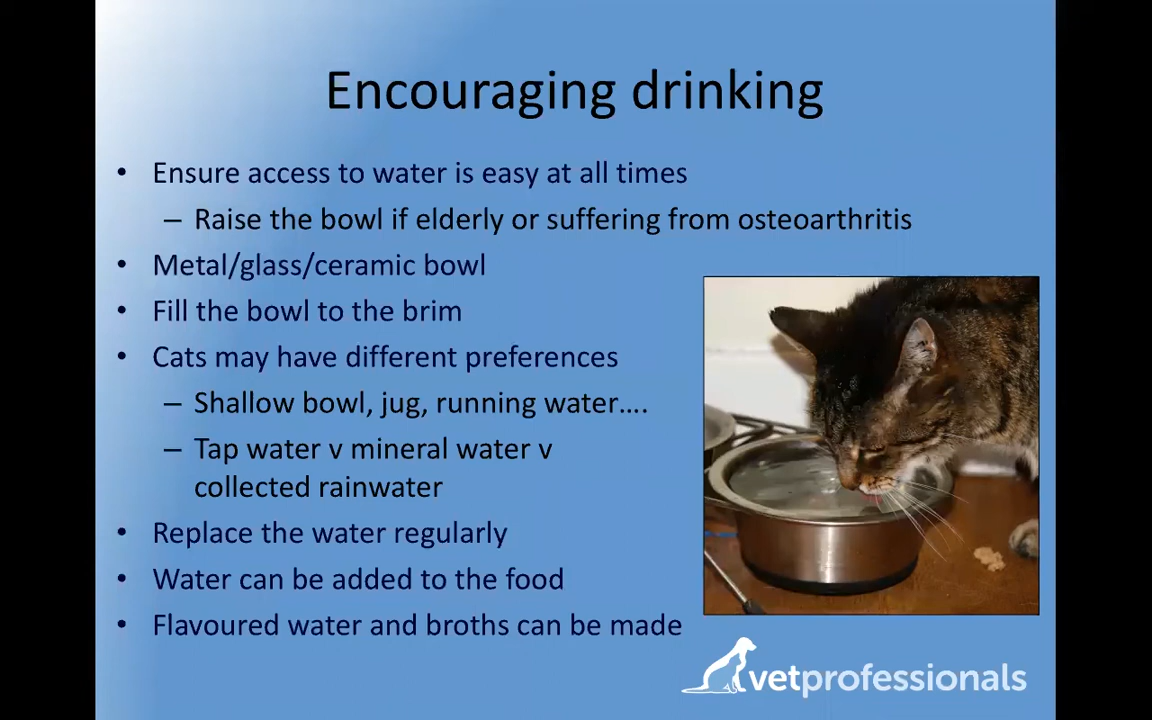 Encouraging drinking
• Ensure access to water is easy at all times
– Raise the bowl if elderly or suffering from osteoarthritis
• Metal/glass/ceramic bowl
• Fill the bowl to the brim
• Cats may have different preferences
– Shallow bowl, jug, running water….
– Tap water v mineral water v
collected rainwater
• Replace the water regularly
• Water can be added to the food
• Flavoured water and broths can be made
vetprofessionals